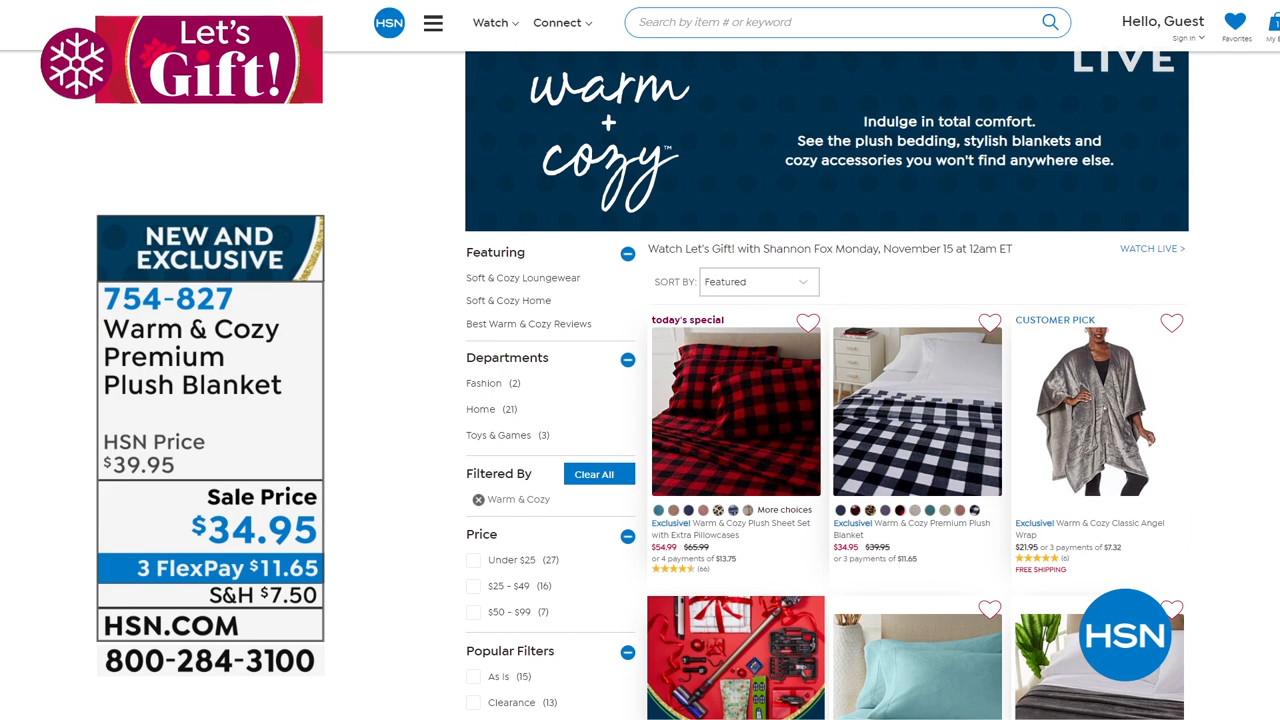 Let's
Gift!
NEW AND
EXCLUSIVE
754-827
Warm & Cozy
Premium
Plush Blanket
HSN Price
$39.95
Sale Price
$34.95
3 FlexPay $11.65
S&H $7.50
HSN.COM
800-284-3100
HSN
Watch
Connect
Search by item # or keyword
Hello, Guest
Sign In
Favorites
LIVE
warm
+
cozy™
Indulge in total comfort.
See the plush bedding, stylish blankets and
cozy accessories you won't find anywhere else.
Featuring
Soft & Cozy Loungewear
Soft & Cozy Home
Best Warm & Cozy Reviews
Departments
Fashion (2)
Home (21)
Toys & Games (3)
Filtered By
Clear All
Warm & Cozy
Price
Under $25 (27)
$25 - $49 (16)
$50 - $99 (7)
Popular Filters
As Is (15)
Clearance (13)
Watch Let's Gift! with Shannon Fox Monday, November 15 at 12am ET
WATCH LIVE >
SORT BY: Featured
today's special
More choices
Exclusive! Warm & Cozy Plush Sheet Set
with Extra Pillowcases
$54.99 $65.99
or 4 payments of $13.75
(66)
Exclusive! Warm & Cozy Premium Plush
Blanket
$34.95 $39.95
or 3 payments of $11.65
CUSTOMER PICK
Exclusive! Warm & Cozy Classic Angel
Wrap
$21.95 or 3 payments of $7.32
(6)
FREE SHIPPING
HSN